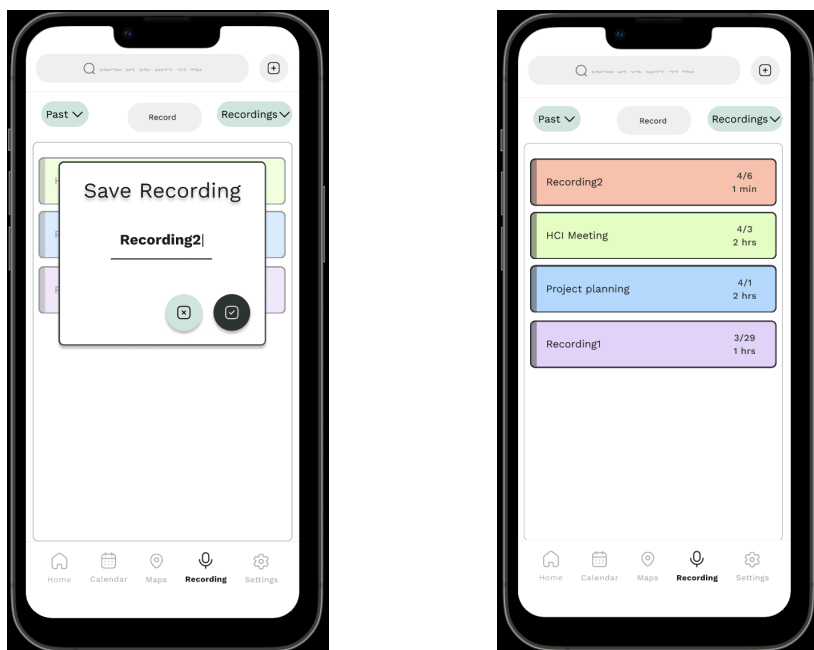 Past
Record
Recordings
Save Recording
Recording2
Home
Calendar
Maps
Recording
Settings
Past
Record
Recordings
Recording2
4/6
1 min
HCI Meeting
4/3
2 hrs
Project planning
4/1
2 hrs
Recording1
3/29
1 hrs
Home
Calendar
Maps
Recording
Settings